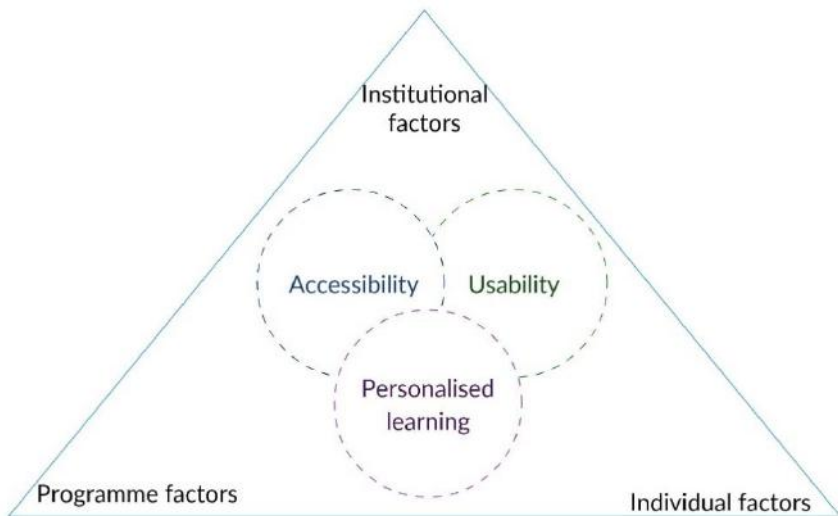 Institutional
factors
Accessibility
Usability
Personalised
learning
Programme factors
Individual factors